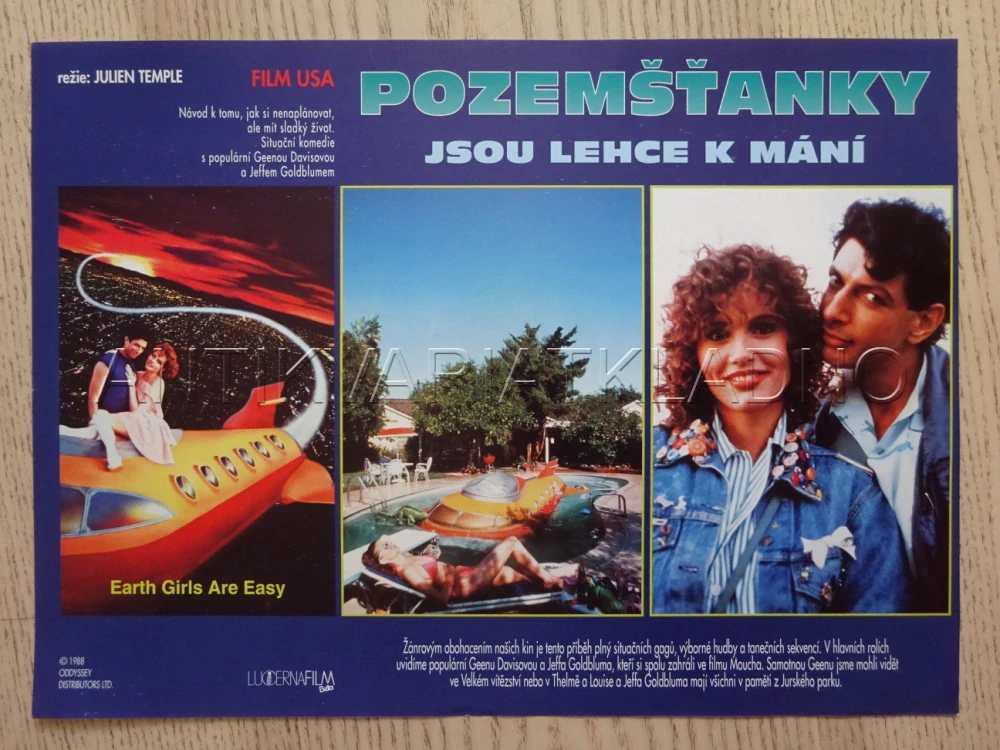 režie: JULIEN TEMPLE
FILM USA
Návod k tomu, jak si nenaplánovat,
ale mít sladký život.
Situační komedie
s populární Geenou Davisovou
a Jeffem Goldblumem
POZEMŠŤANKY
JSOU LEHCE K MÁNÍ
ANTIKVARIATKLADNO
Earth Girls Are Easy
© 1988
ODDYSSEY
DISTRIBUTORS LTD.
LUCERNAFILM
Beta
Žánrovým obohacením našich kin je tento příběh plný situačních gagů, výborné hudby a tanečních sekvencí. V hlavních rolích
uvidíme populární Geenu Davisovou a Jeffa Goldbluma, kteří si spolu zahráli ve filmu Moucha. Samotnou Geenu jsme mohli vidět
ve Velkém vítězství nebo v Thelmě a Louise a Jeffa Goldbluma mají všichni v paměti z Jurského parku.